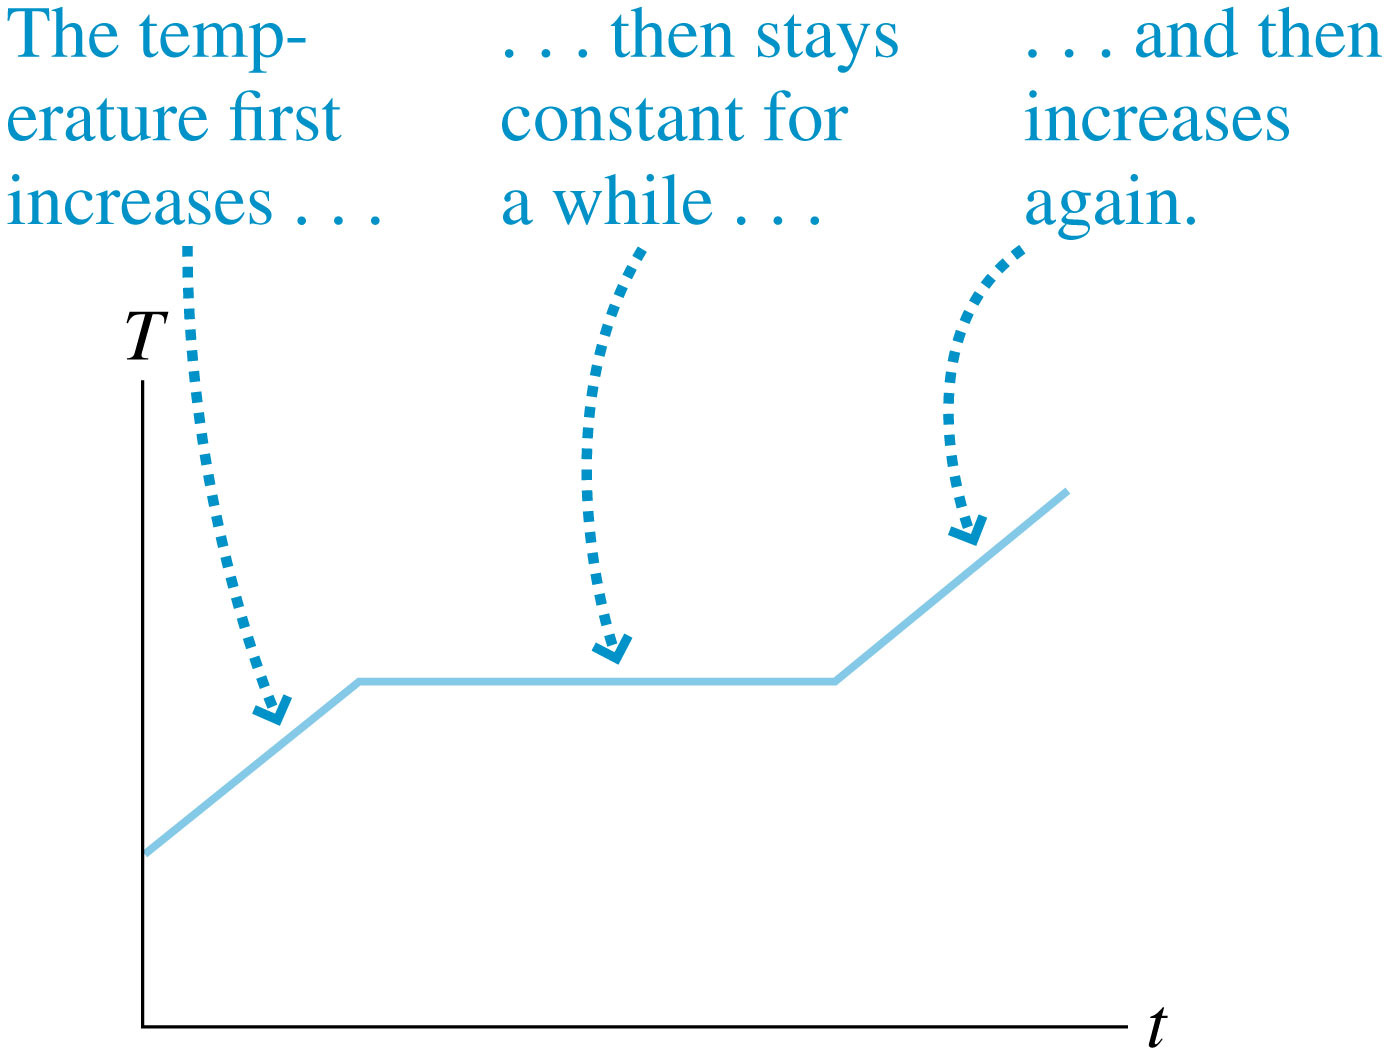 The temp-
erature first
increases . . .
. . . then stays
constant for
a while . . .
. . . and then
increases
again.
T
t